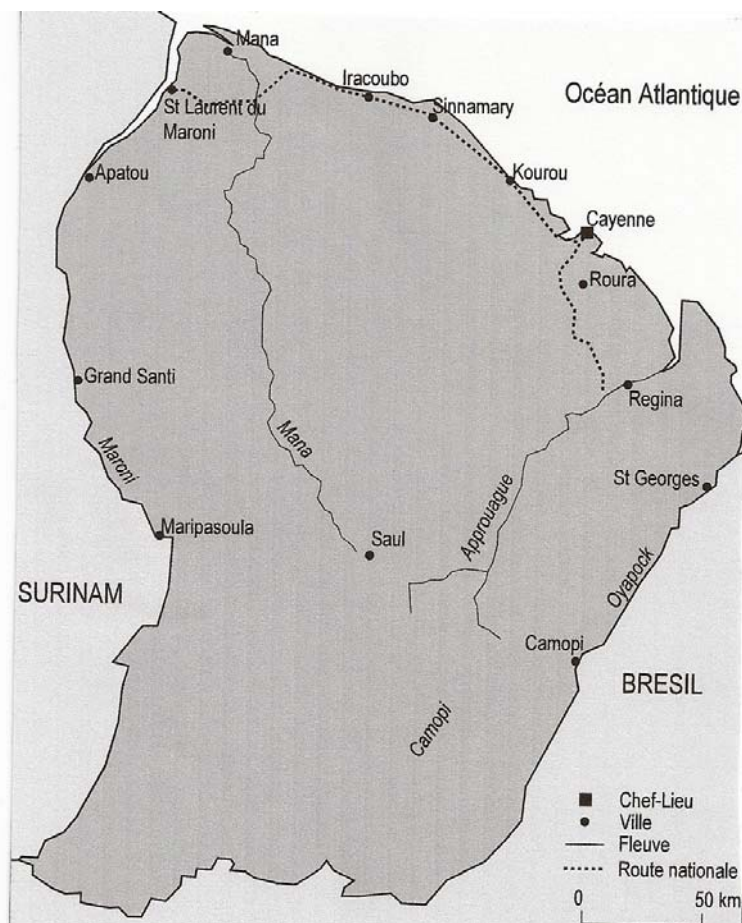 Mana
Iracoubo
Océan Atlantique
St Laurent du
Maroni
Sinnamary
Apatou
Kourou
Cayenne
Roura
Grand Santi
Regina
Maroni
Mana
Approuague
St Georges
Maripasoula
Saul
SURINAM
Oyapock
Camopi
BRESIL
Camopi
Chef-Lieu
Ville
Fleuve
Route nationale
0 50 km